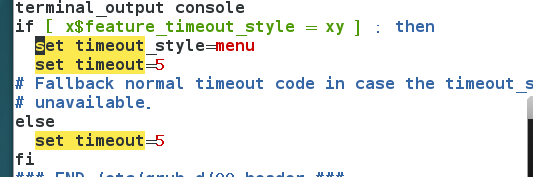 terminal_output console
if [ x$feature_timeout_style = xy ] ; then
set timeout_style=menu
set timeout=5
# Fallback normal timeout code in case the timeout_s
# unavailable.
else
set timeout=5
fi
### END /etc/grub.d/00_header ###